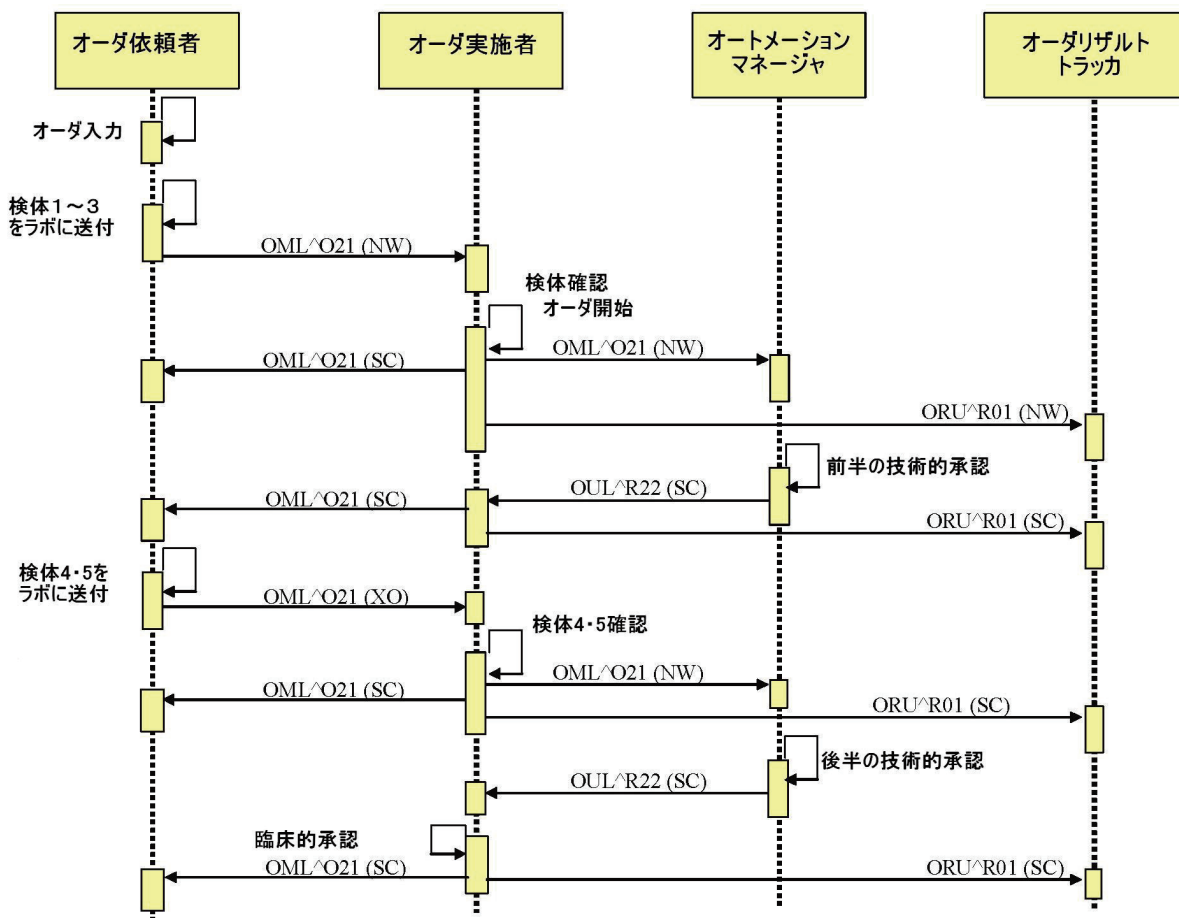 オーダ依頼者
オーダ実施者
オートメーション
マネージャ
オーダリザルト
トラッカ
オーダ入力
検体１～３
をラボに送付
OML^O21 (NW)
検体確認
オーダ開始
OML^O21 (NW)
OML^O21 (SC)
ORU^R01 (NW)
前半の技術的承認
OUL^R22 (SC)
OML^O21 (SC)
ORU^R01 (SC)
検体4・5を
ラボに送付
OML^O21 (XO)
検体4・5確認
OML^O21 (NW)
OML^O21 (SC)
ORU^R01 (SC)
後半の技術的承認
OUL^R22 (SC)
臨床的承認
OML^O21 (SC)
ORU^R01 (SC)